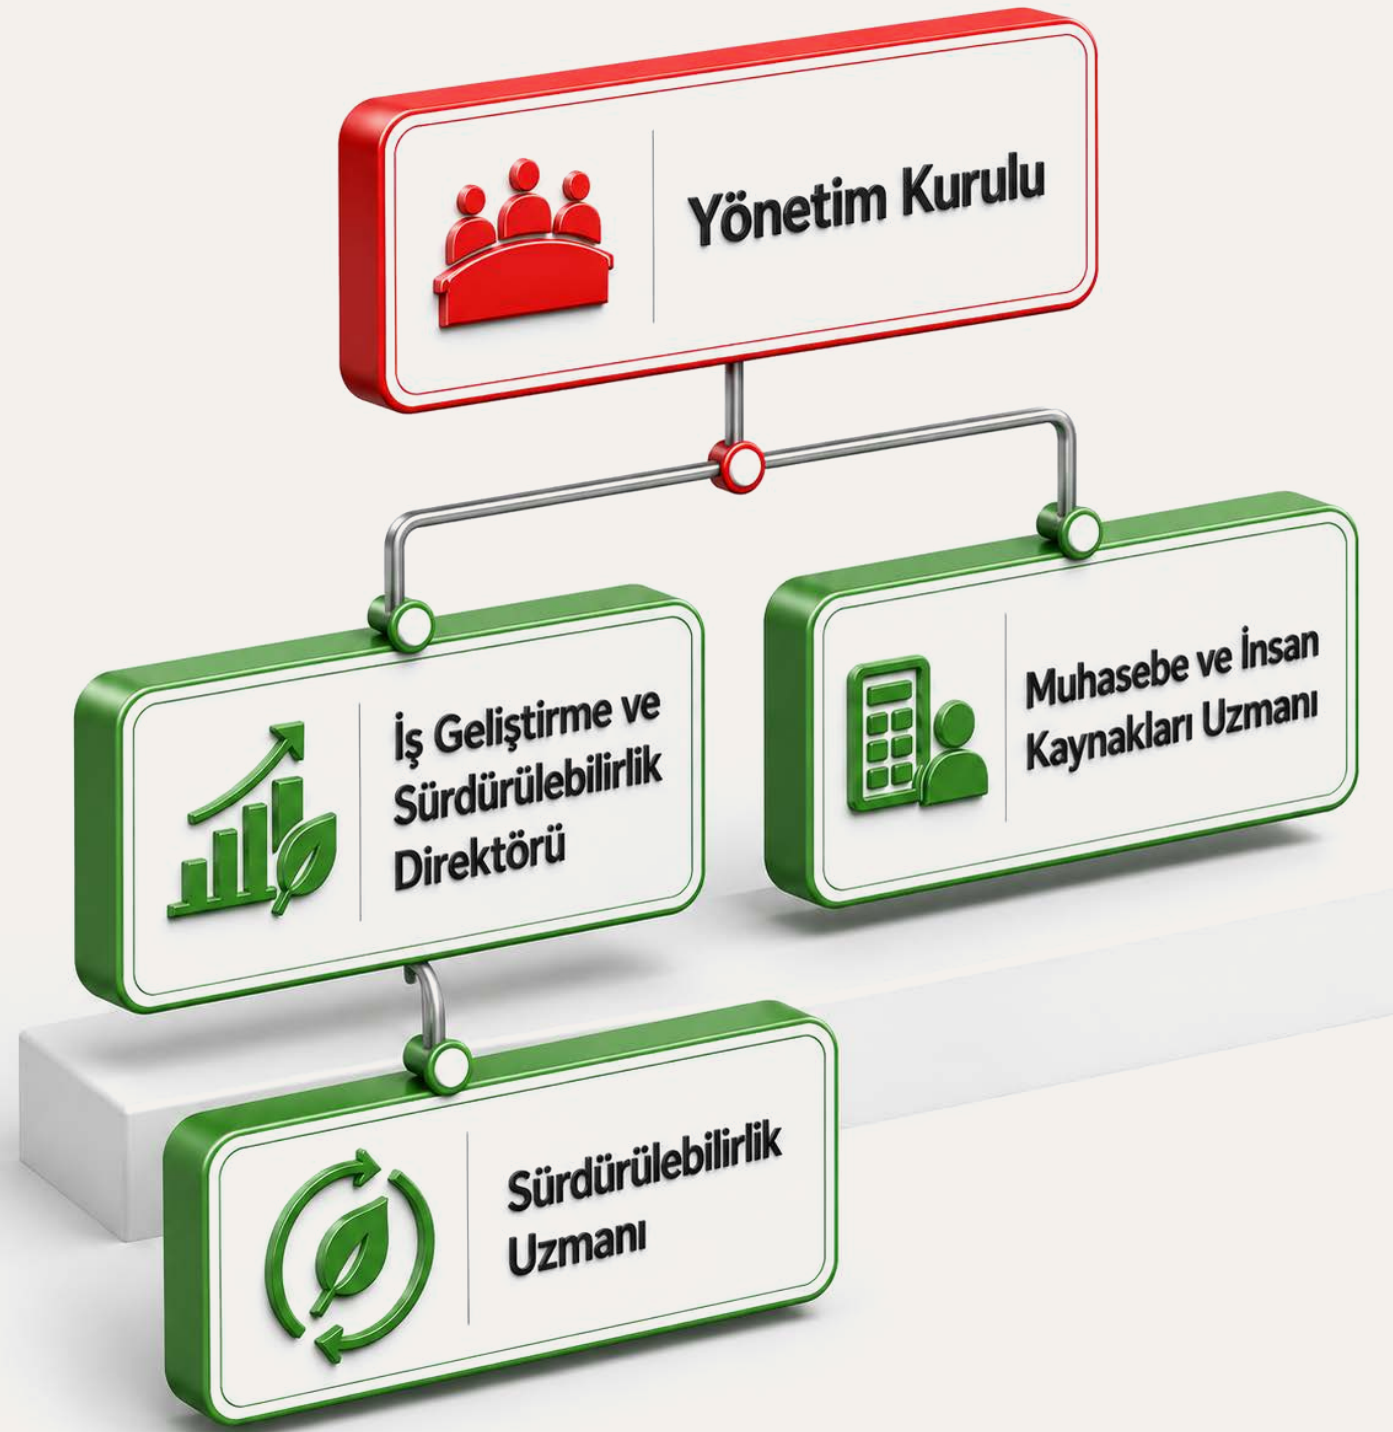 Yönetim Kurulu
İş Geliştirme ve
Sürdürülebilirlik
Direktörü
Muhasebe ve İnsan
Kaynakları Uzmanı
Sürdürülebilirlik
Uzmanı